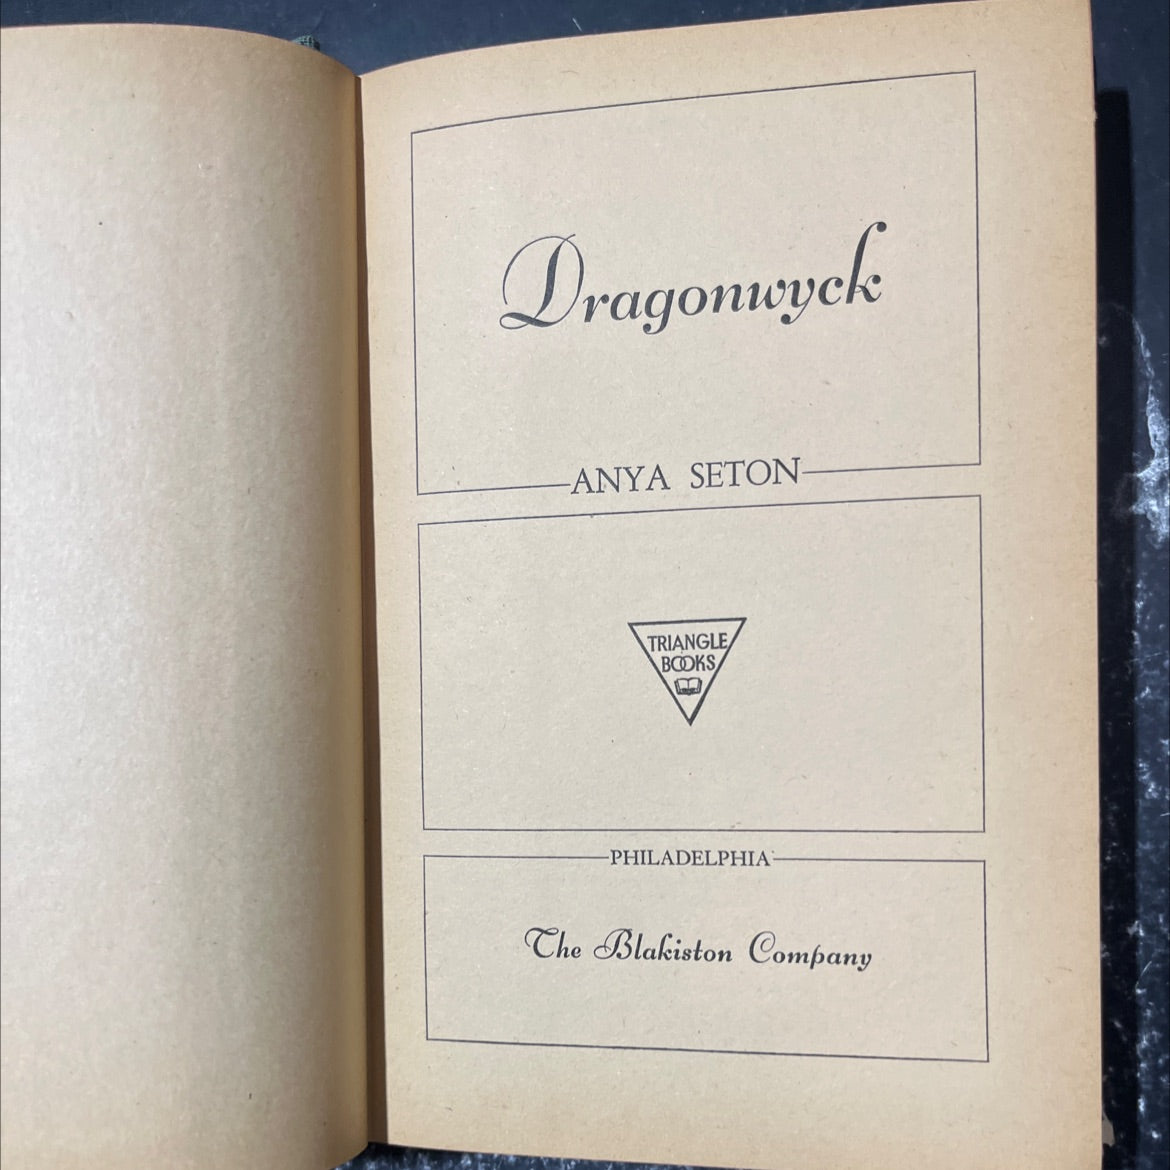 Dragonwyck
ANYA SETON
TRIANGLE
BOOKS
PHILADELPHIA
The Blakiston Company